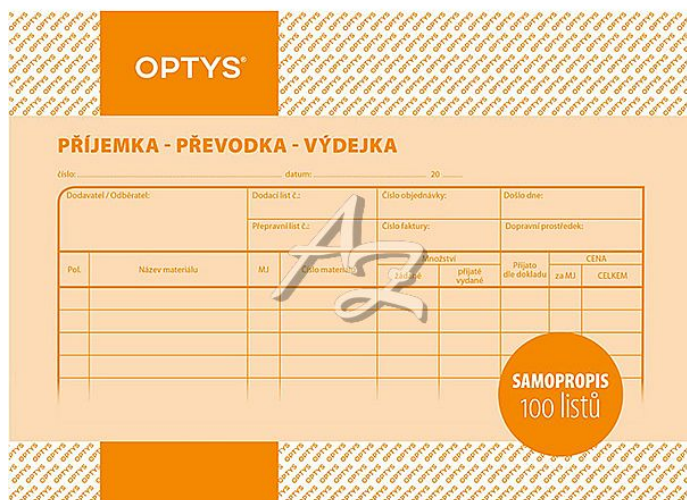 OPTYS®
PŘÍJEMKA - PŘEVODKA - VÝDEJKA
číslo: datum: 20
Dodavatel / Odběratel: Dodací list č.: Číslo objednávky: Došlo dne:
Přepravní list č.: Číslo faktury: Dopravní prostředek:
Množství Přijato CENA
Poř. Název materiálu MJ Číslo materiálu žádané přijaté vydané dle dokladu za MJ CELKEM
AZ
SAMOPROPIS
100 listů